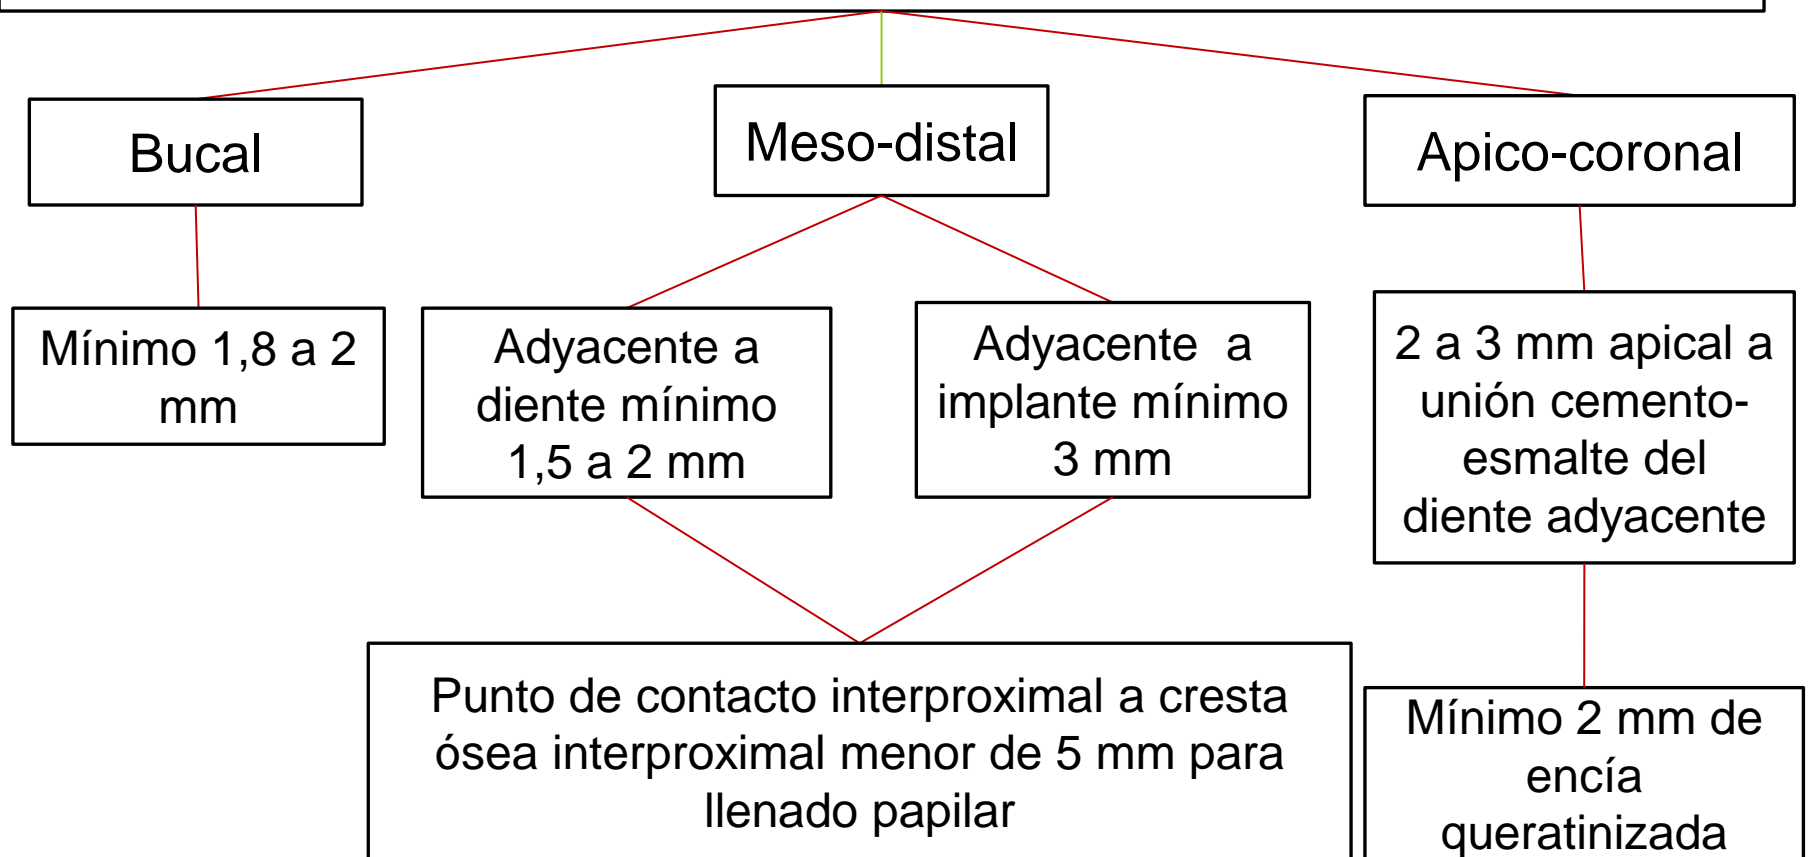 Bucal
Meso-distal
Apico-coronal
Mínimo 1,8 a 2
mm
Adyacente a
diente mínimo
1,5 a 2 mm
Adyacente  a
implante mínimo
3 mm
2 a 3 mm apical a
unión cemento-
esmalte del
diente adyacente
Punto de contacto interproximal a cresta
ósea interproximal menor de 5 mm para
llenado papilar
Mínimo 2 mm de
encía
queratinizada